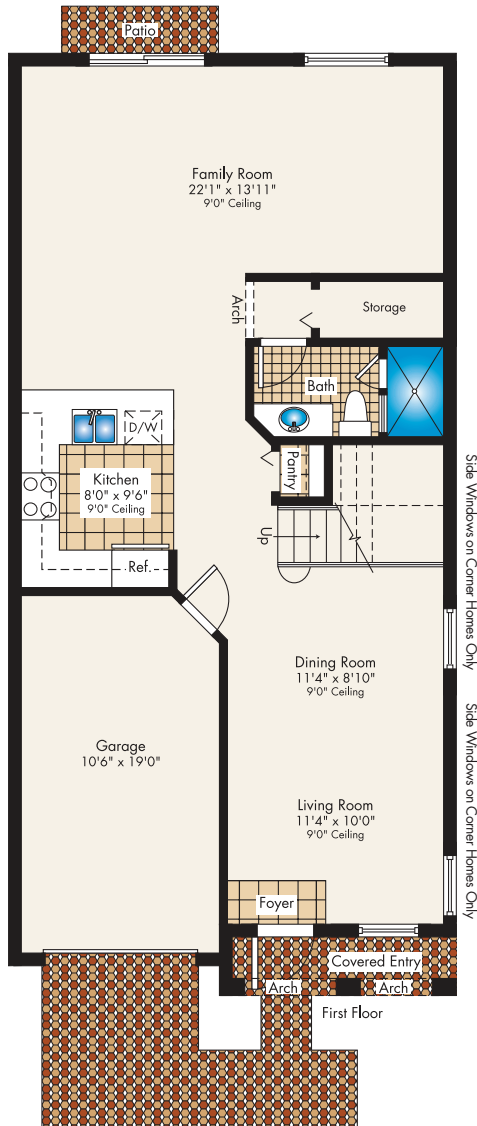 Patio
Family Room
22'1" x 13'11"
9'0" Ceiling
Arch
Storage
Bath
D/W
Pantry
Kitchen
8'0" x 9'6"
9'0" Ceiling
Up
Ref.
Side Windows on Corner Homes Only
Dining Room
11'4" x 8'10"
9'0" Ceiling
Side Windows on Corner Homes Only
Garage
10'6" x 19'0"
Living Room
11'4" x 10'0"
9'0" Ceiling
Foyer
Covered Entry
Arch
Arch
First Floor